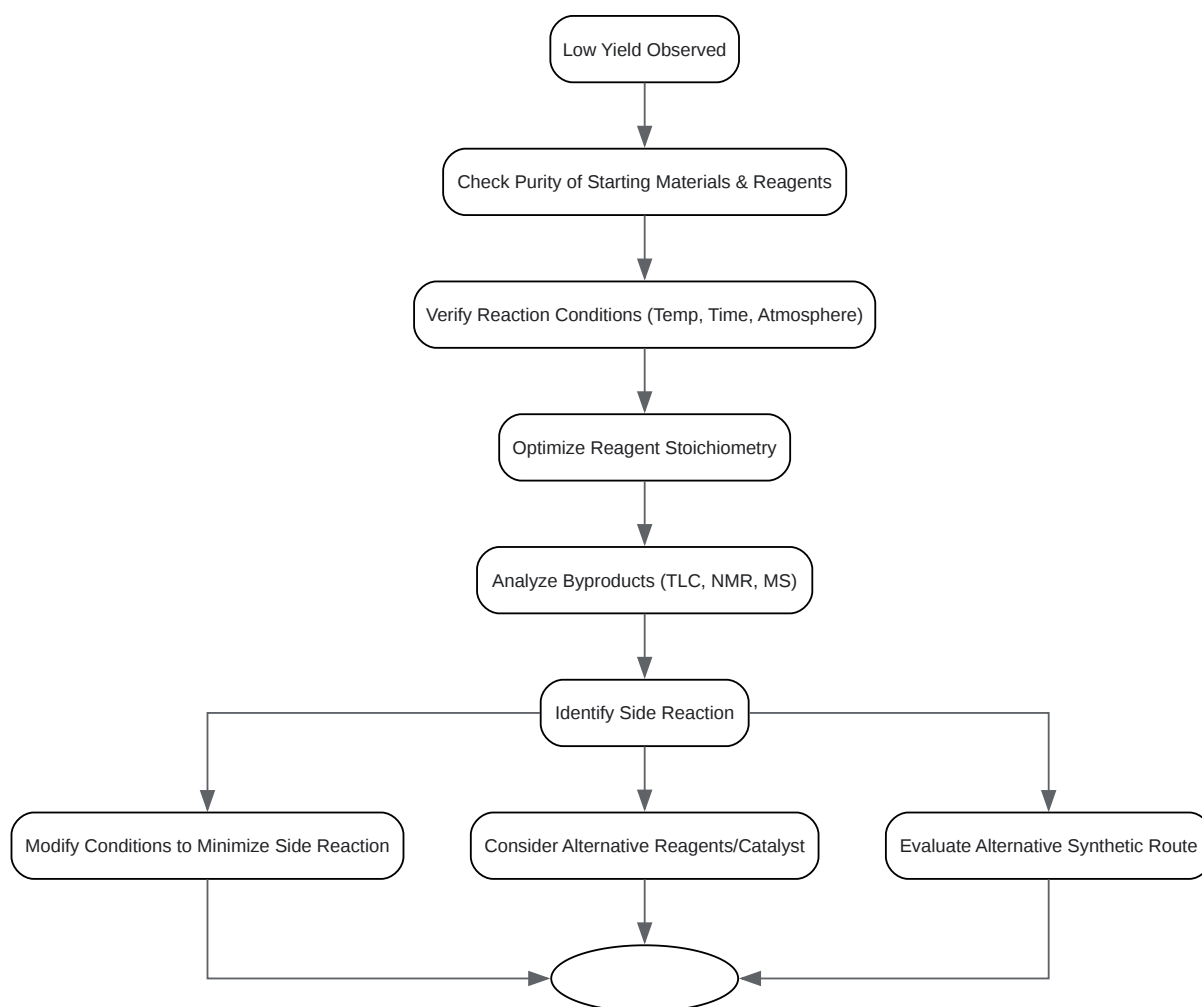 Low Yield Observed
Check Purity of Starting Materials & Reagents
Verify Reaction Conditions (Temp, Time, Atmosphere)
Optimize Reagent Stoichiometry
Analyze Byproducts (TLC, NMR, MS)
Identify Side Reaction
Modify Conditions to Minimize Side Reaction
Consider Alternative Reagents/Catalyst
Evaluate Alternative Synthetic Route